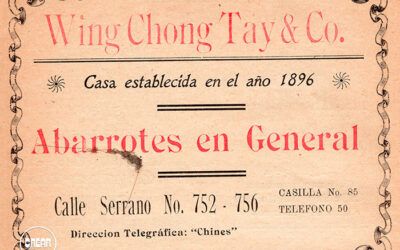 Wing Chong Tay & Co.
Casa establecida en el año 1896
Abarrotes en General
Calle Serrano No. 752 - 756
CASILLA No. 85
TELEFONO 50
Direccion Telegráfica: "Chines"
CREAR